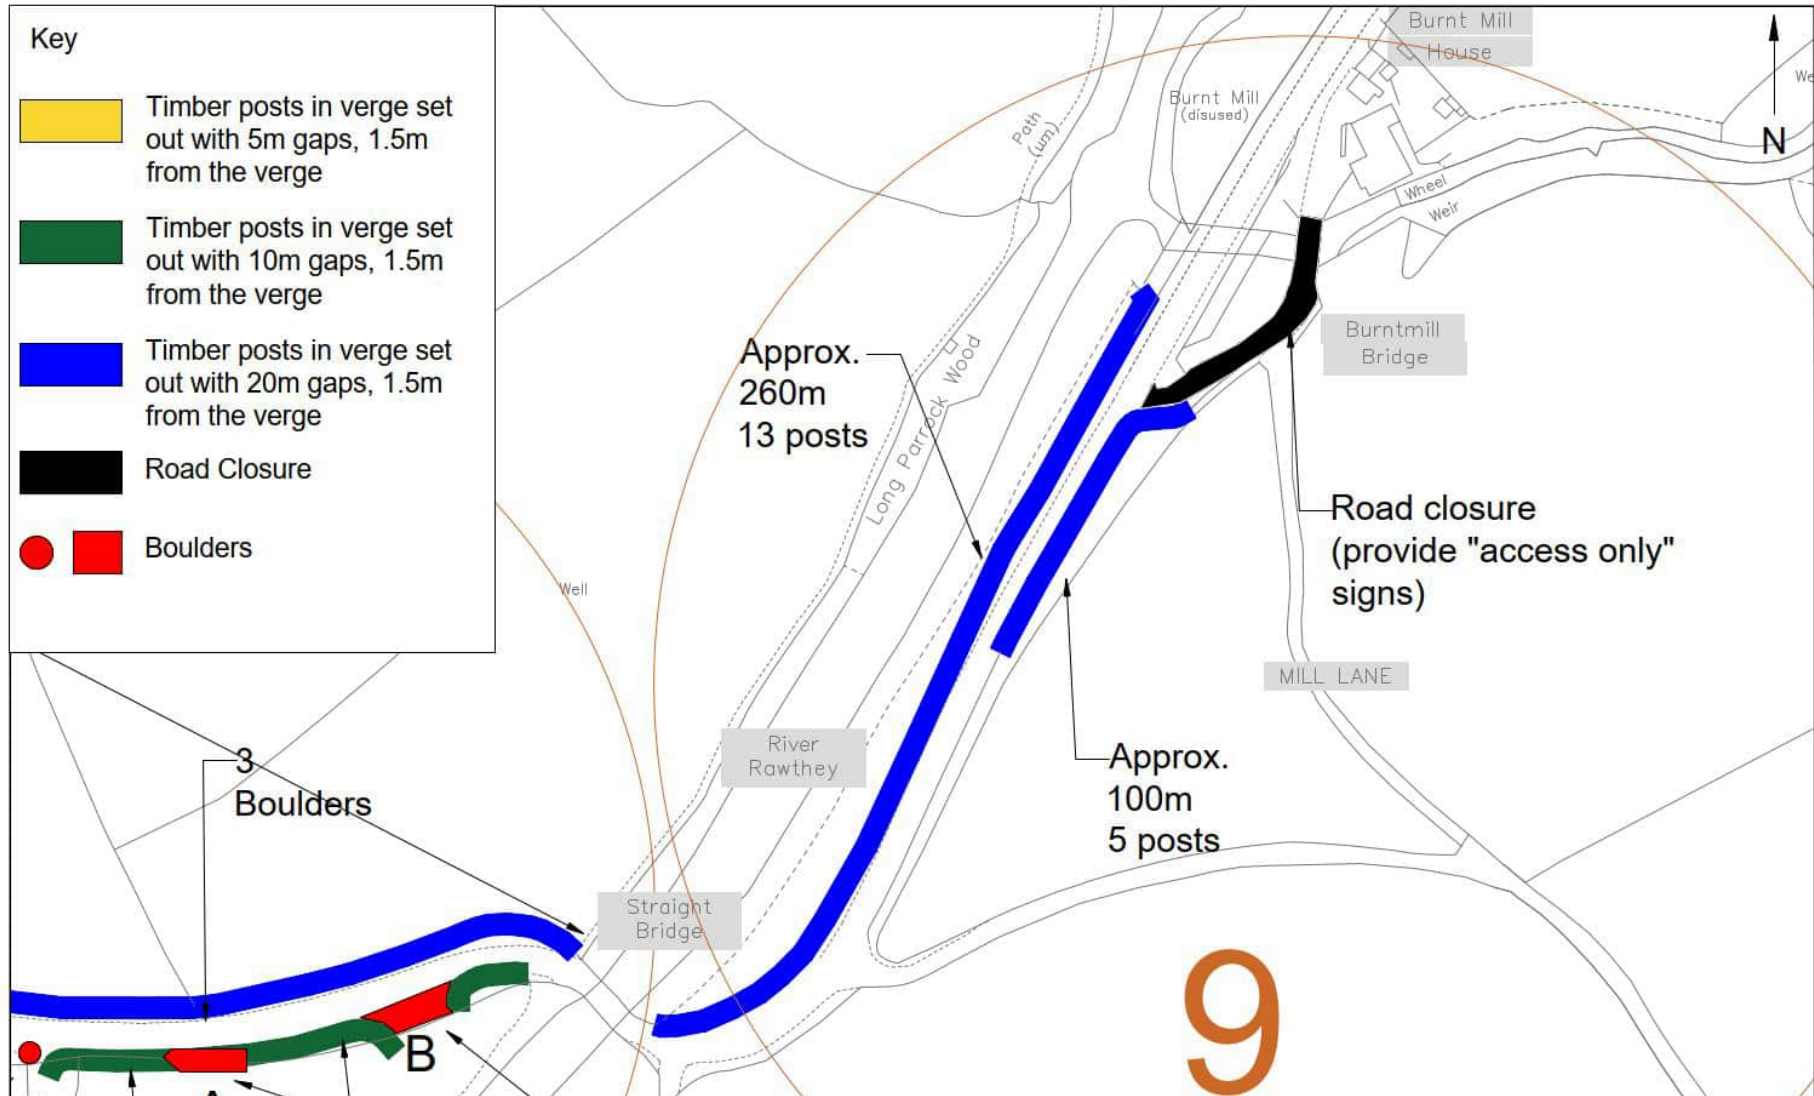 Key
Timber posts in verge set
out with 5m gaps, 1.5m
from the verge
Timber posts in verge set
out with 10m gaps, 1.5m
from the verge
Timber posts in verge set
out with 20m gaps, 1.5m
from the verge
Road Closure
Boulders
Burnt Mill
House
We
N
Burnt Mill
(disused)
Path
(um)
Wheel
Weir
Burntmill
Bridge
Approx.
260m
13 posts
Long Parrock Wood
Road closure
(provide "access only"
signs)
Well
MILL LANE
River
Rawthey
Approx.
100m
5 posts
3
Boulders
Straight
Bridge
9
B